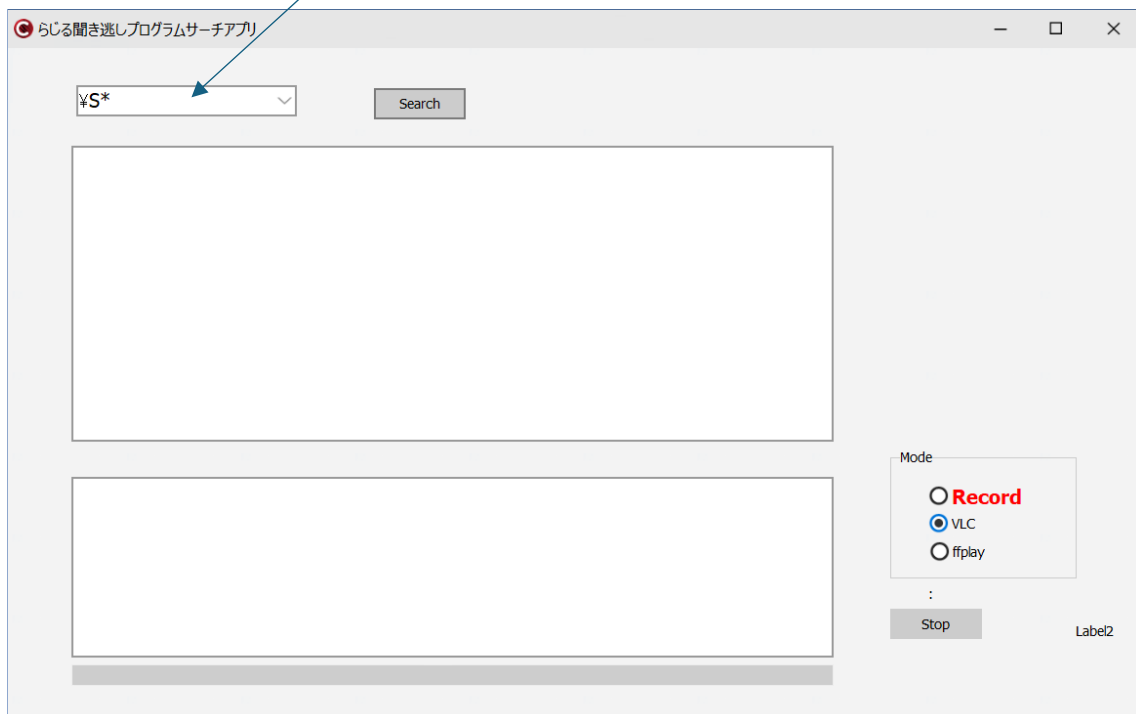 らじる聞き逃しプログラムサーチアプリ
¥S*
Search
Mode
Record
VLC
ffplay
:
Stop
Label2